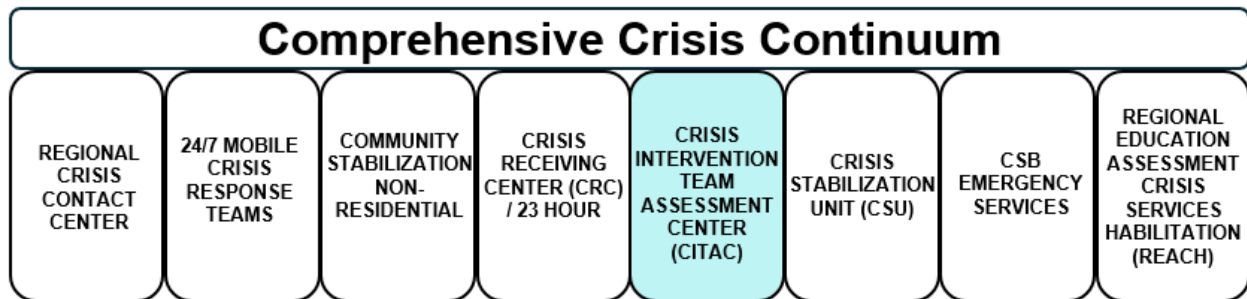 Comprehensive Crisis Continuum
REGIONAL
CRISIS
CONTACT
CENTER
24/7 MOBILE
CRISIS
RESPONSE
TEAMS
COMMUNITY
STABILIZATION
NON-
RESIDENTIAL
CRISIS
RECEIVING
CENTER (CRC)
/ 23 HOUR
CRISIS
INTERVENTION
TEAM
ASSESSMENT
CENTER
(CITAC)
CRISIS
STABILIZATION
UNIT (CSU)
CSB
EMERGENCY
SERVICES
REGIONAL
EDUCATION
ASSESSMENT
CRISIS
SERVICES
HABILITATION
(REACH)